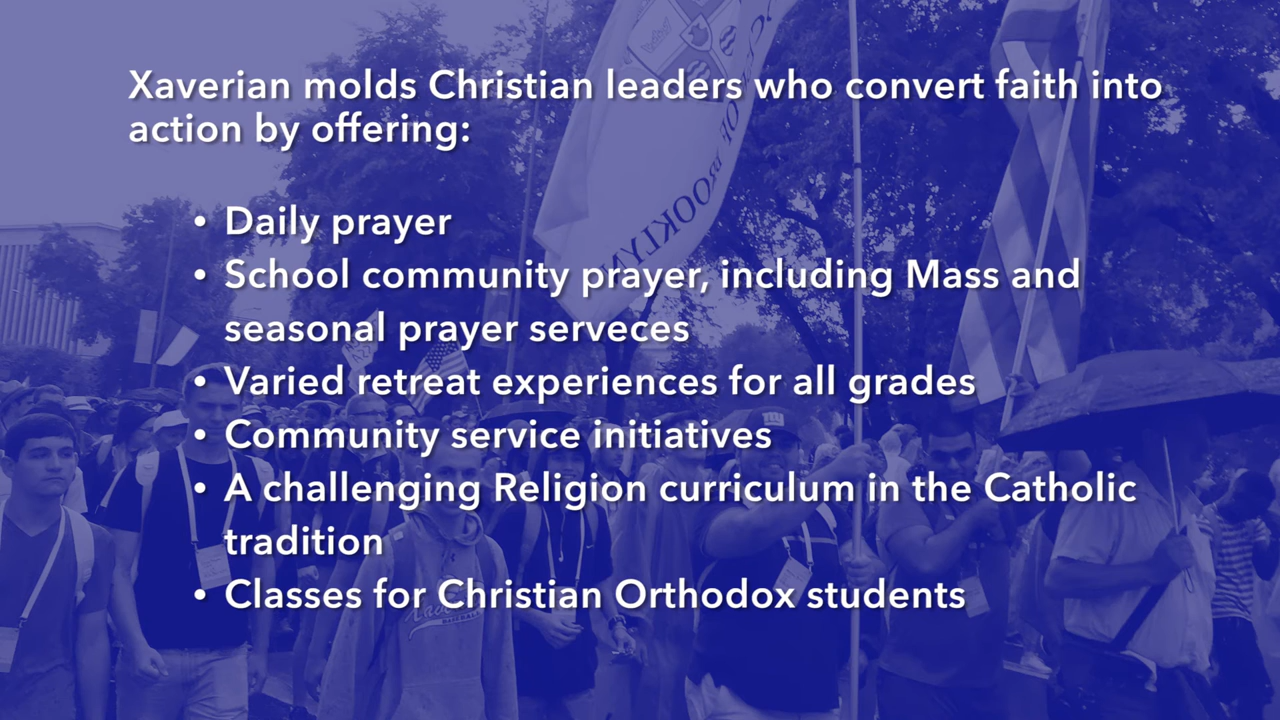 Xaverian molds Christian leaders who convert faith into
action by offering:
• Daily prayer
• School community prayer, including Mass and
seasonal prayer serveces
• Varied retreat experiences for all grades
• Community service initiatives
• A challenging Religion curriculum in the Catholic
tradition
• Classes for Christian Orthodox students
OF BROOKLYN